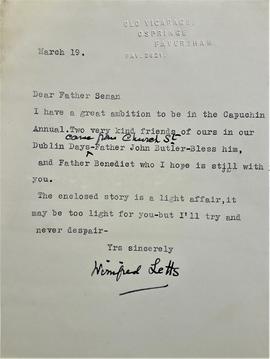 OLD VICARAGE,
OSPRINGE
FAVERSHAM
FAV. 2621.
March 19.
Dear Father Senan
I have a great ambition to be in the Capuchin
Annual.Two very kind friends of ours in our
came from Church St
Dublin Days-Father John Butler-Bless him,
and Father Benedict who I hope is still with
you.
The enclosed story is a light affair,it
may be too light for you-but I'll try and
never despair-
Yrs sincerely
Winifred Letts